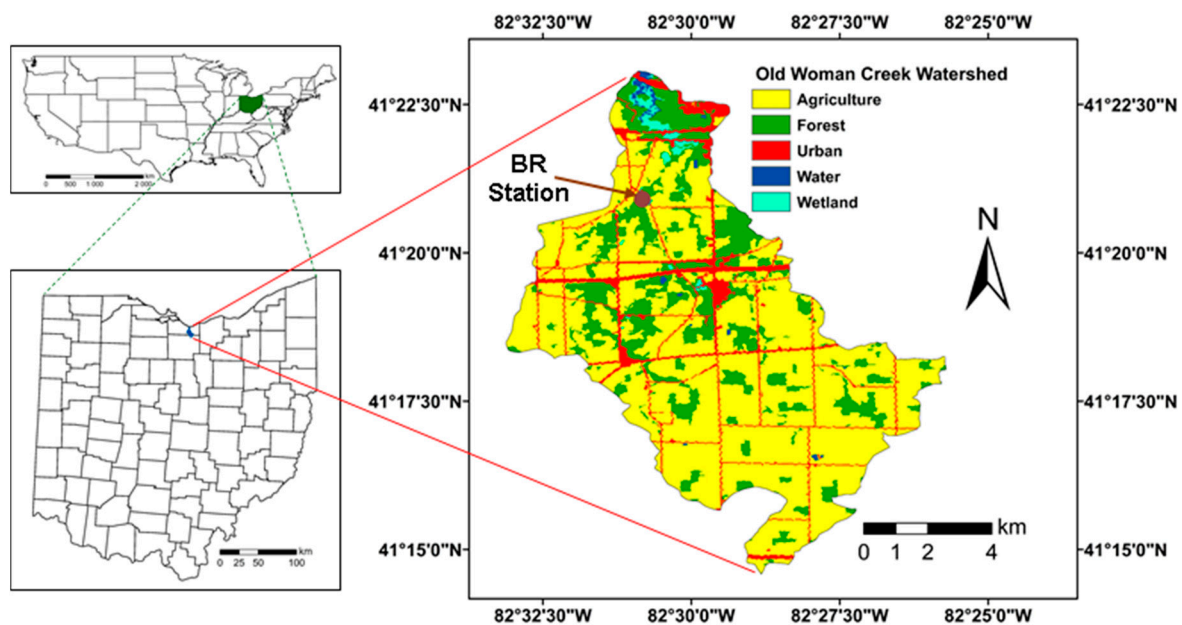 82°32'30"W 82°30'0"W 82°27'30"W 82°25'0"W
km
0 500 1 000 2 000
Old Woman Creek Watershed
Agriculture
Forest
Urban
Water
Wetland
BR
Station
N
41°22'30"N 41°22'30"N
41°20'0"N 41°20'0"N
41°17'30"N 41°17'30"N
41°15'0"N 41°15'0"N
km
0 25 50 100
km
0 1 2 4
82°32'30"W 82°30'0"W 82°27'30"W 82°25'0"W